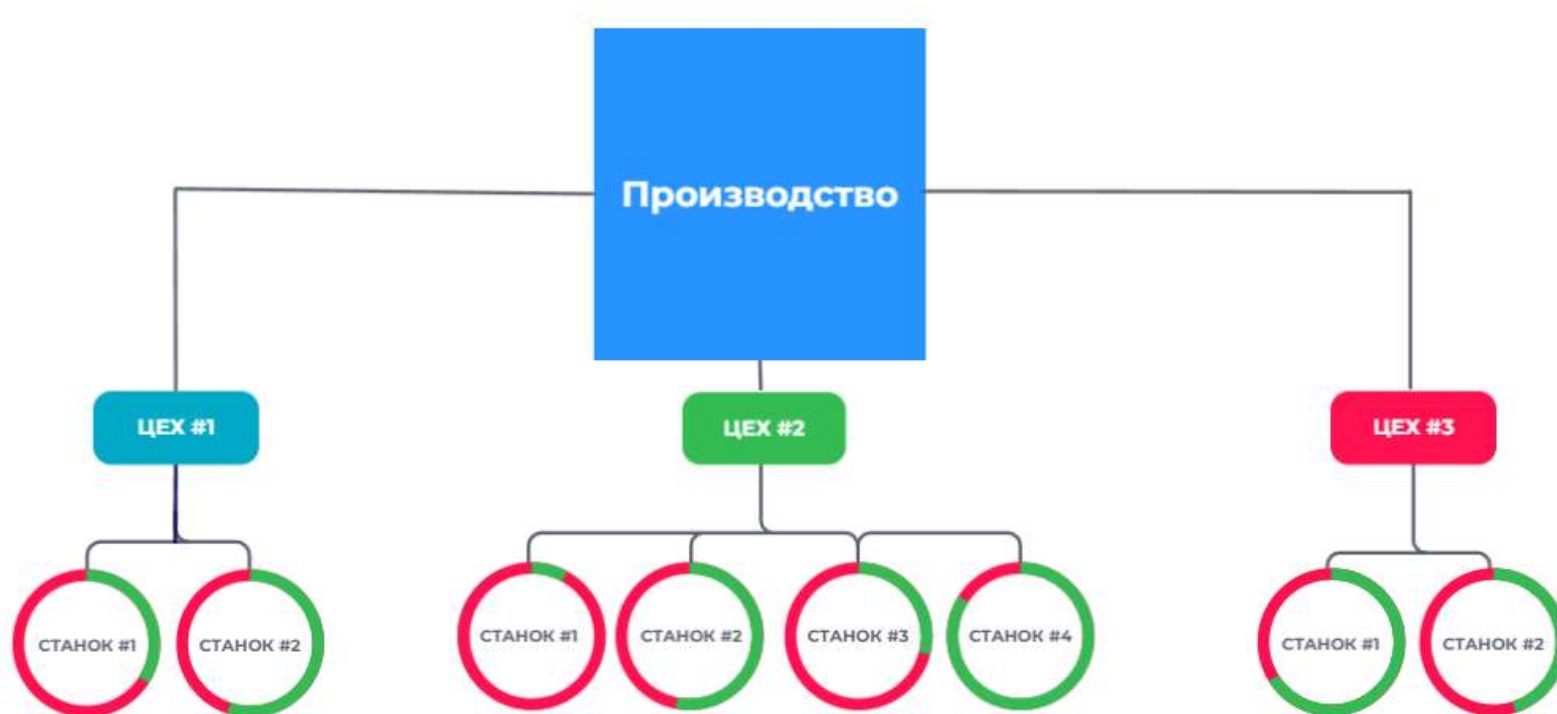 Производство
ЦЕХ #1
ЦЕХ #2
ЦЕХ #3
СТАНОК #1
СТАНОК #2
СТАНОК #1
СТАНОК #2
СТАНОК #3
СТАНОК #4
СТАНОК #1
СТАНОК #2